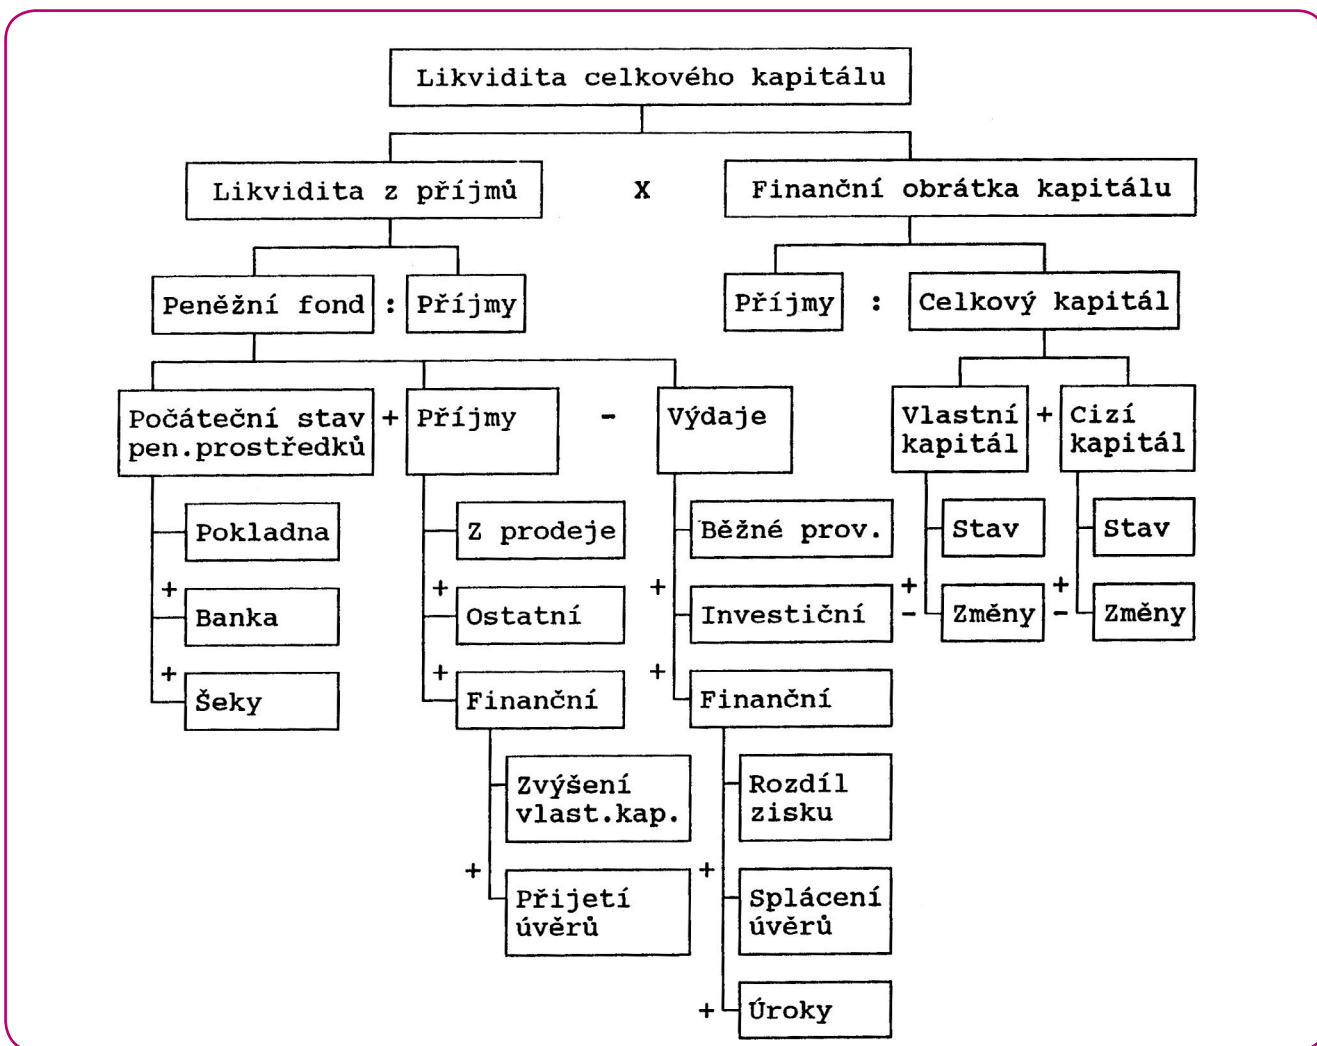 Likvidita celkového kapitálu
Likvidita z příjmů X Finanční obrátka kapitálu
Peněžní fond : Příjmy Příjmy : Celkový kapitál
Počáteční stav
pen.prostředků
+
Příjmy
-
Výdaje
Vlastní
kapitál
+
Cizí
kapitál
Pokladna
+
Banka
+
Šeky
Z prodeje
+
Ostatní
+
Finanční
Zvýšení
vlast.kap.
+
Přijetí
úvěrů
Běžné prov.
+
Investiční
+
Finanční
Rozdíl
zisku
+
Splácení
úvěrů
+
Úroky
Stav
+
-
Změny
Stav
+
-
Změny